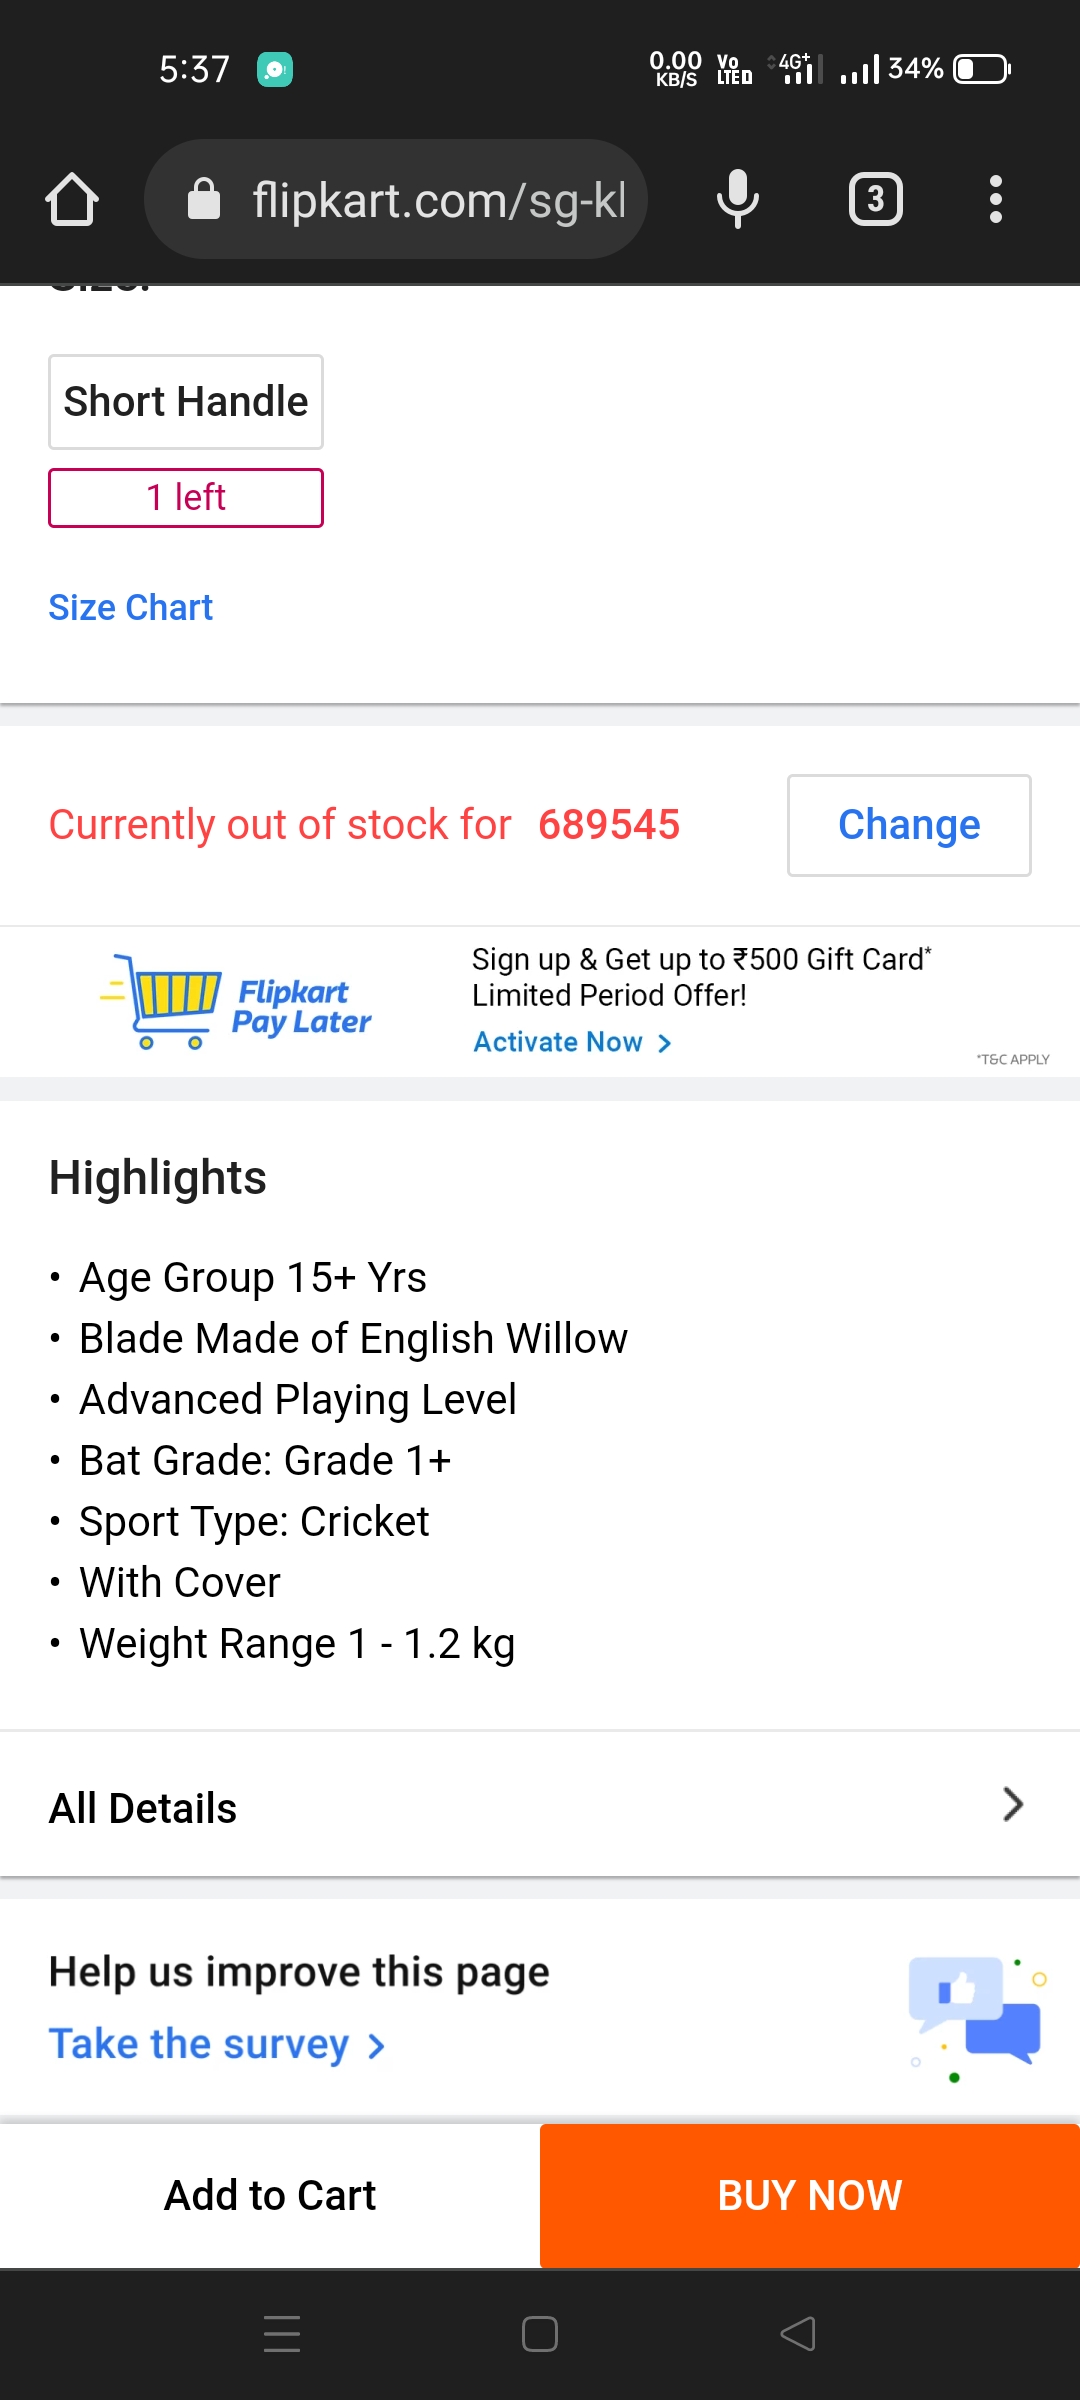 5:37
0.00 KB/S
Vo LTE
4G+
34%
flipkart.com/sg-kl
3
Size:
Short Handle
1 left
Size Chart
Currently out of stock for 689545
Change
Flipkart
Pay Later
Sign up & Get up to ₹500 Gift Card*
Limited Period Offer!
Activate Now
*T&C APPLY
Highlights
• Age Group 15+ Yrs
• Blade Made of English Willow
• Advanced Playing Level
• Bat Grade: Grade 1+
• Sport Type: Cricket
• With Cover
• Weight Range 1 - 1.2 kg
All Details
Help us improve this page
Take the survey
Add to Cart
BUY NOW